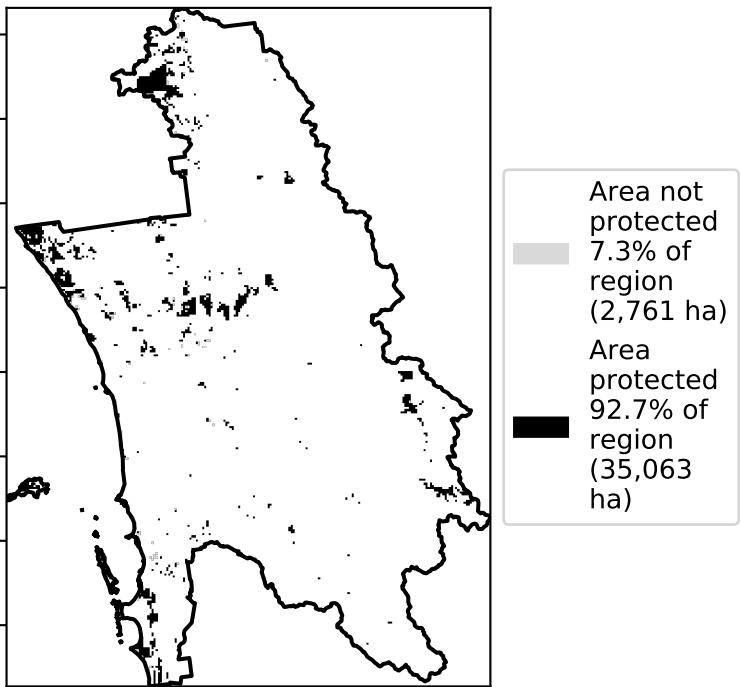 Area not
protected
7.3% of
region
(2,761 ha)
Area
protected
92.7% of
region
(35,063
ha)